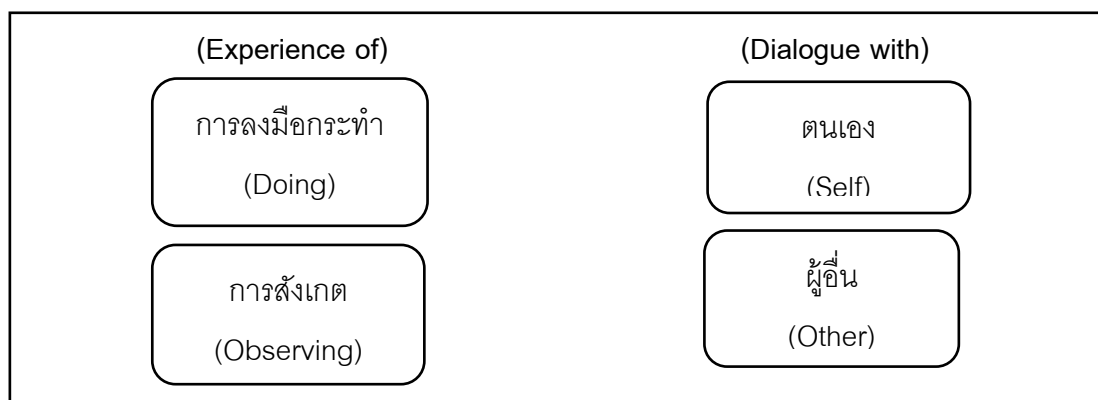 (Experience of)
การลงมือกระทำ
(Doing)
การสังเกต
(Observing)
(Dialogue with)
ตนเอง
(Self)
ผู้อื่น
(Other)